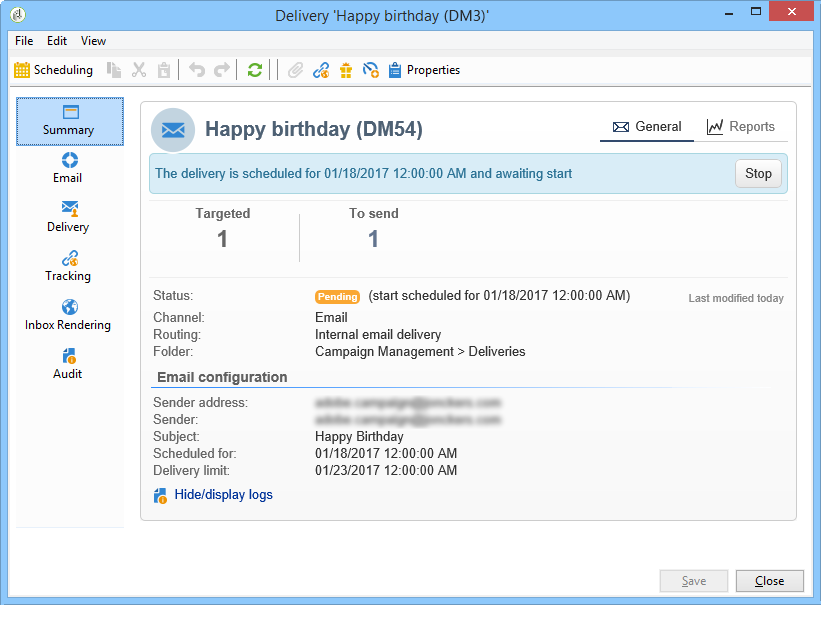 Delivery 'Happy birthday (DM3)'
File Edit View
Scheduling Properties
Summary
Email
Delivery
Tracking
Inbox Rendering
Audit
Happy birthday (DM54) General Reports
The delivery is scheduled for 01/18/2017 12:00:00 AM and awaiting start Stop
Targeted To send
1 1
Status: Pending (start scheduled for 01/18/2017 12:00:00 AM) Last modified today
Channel: Email
Routing: Internal email delivery
Folder: Campaign Management > Deliveries
Email configuration
Sender address:
Sender:
Subject: Happy Birthday
Scheduled for: 01/18/2017 12:00:00 AM
Delivery limit: 01/23/2017 12:00:00 AM
Hide/display logs
Save Close